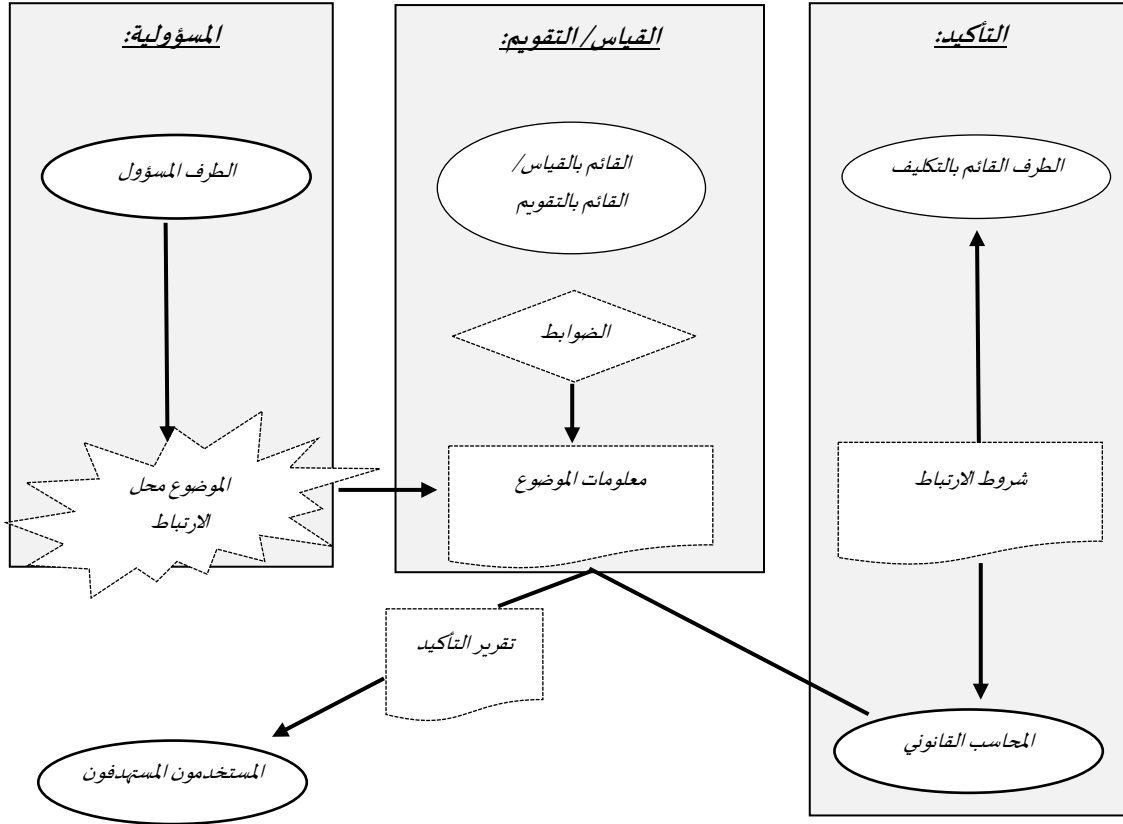 المسؤولية:
القياس/ التقويم:
التأكيد:
الطرف المسؤول
القائم بالقياس/
القائم بالتقويم
الطرف القائم بالتكليف
الضوابط
الموضوع محل
الارتباط
معلومات الموضوع
شروط الارتباط
تقرير التأكيد
المستخدمون المستهدفون
المحاسب القانوني